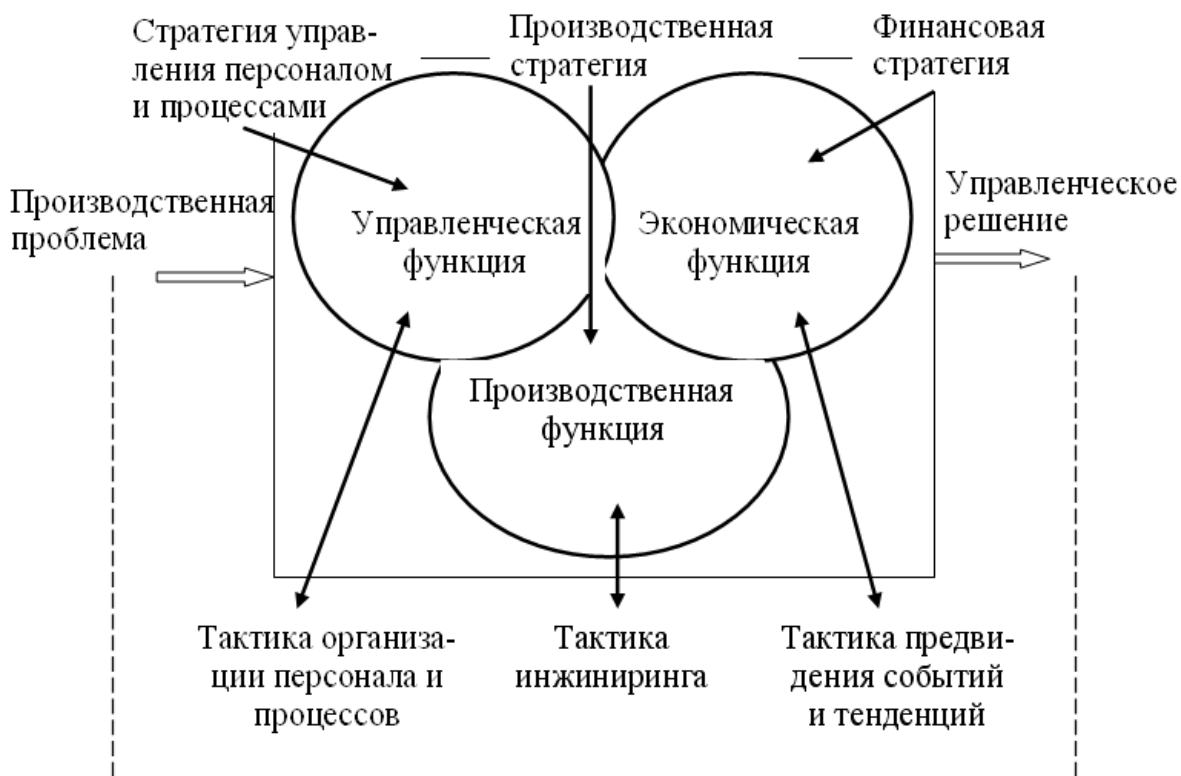 Стратегия управ-
ления персоналом
и процессами
Производственная
стратегия
Финансовая
стратегия
Производственная
проблема
Управленческая
функция
Экономическая
функция
Управленческое
решение
Производственная
функция
Тактика организа-
ции персонала и
процессов
Тактика
инжиниринга
Тактика предви-
дения событий
и тенденций